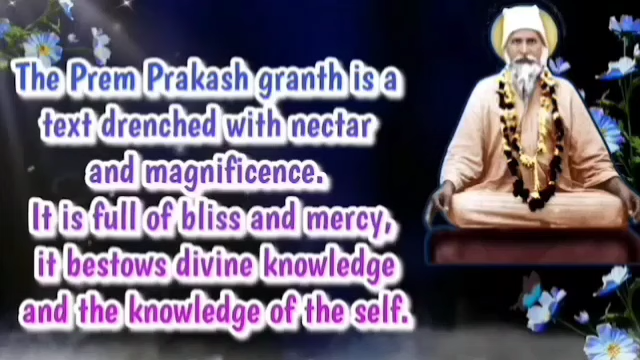 The Prem Prakash granth is a
text drenched with nectar
and magnificence.
It is full of bliss and mercy,
it bestows divine knowledge
and the knowledge of the self.